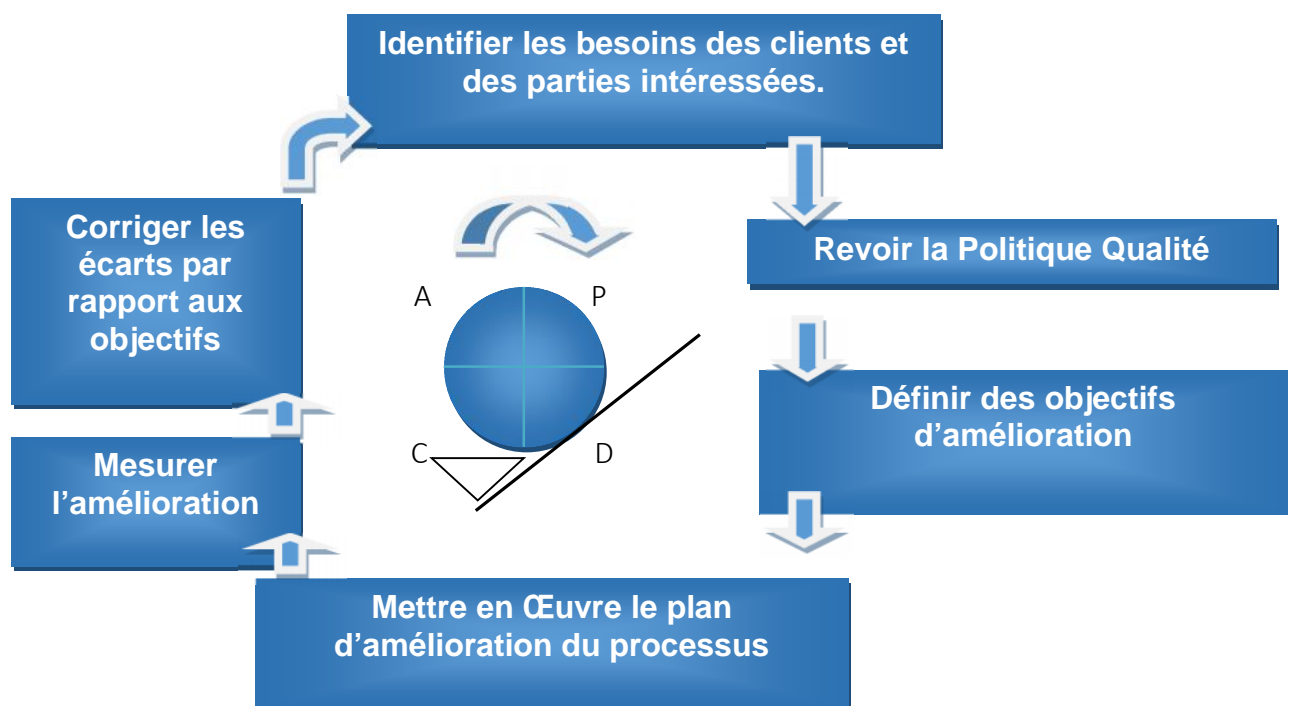 Identifier les besoins des clients et
des parties intéressées.
Revoir la Politique Qualité
Définir des objectifs
d’amélioration
Mettre en Œuvre le plan
d’amélioration du processus
Mesurer
l’amélioration
Corriger les
écarts par
rapport aux
objectifs
A
P
C
D